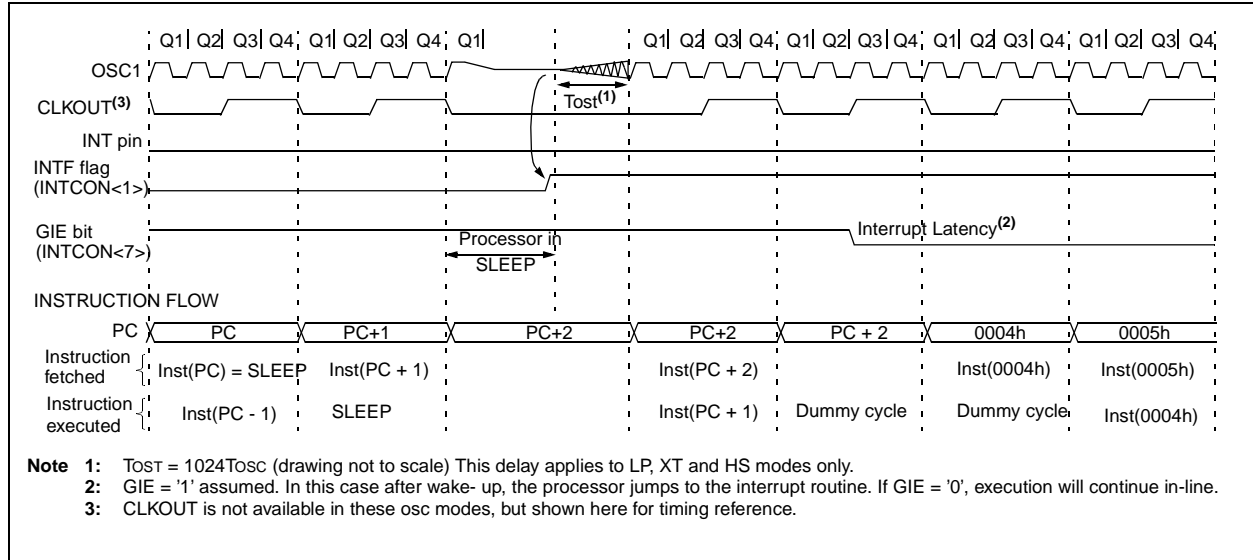 Q1 Q2 Q3 Q4 Q1 Q2 Q3 Q4 Q1 Q1 Q2 Q3 Q4 Q1 Q2 Q3 Q4 Q1 Q2 Q3 Q4 Q1 Q2 Q3 Q4
OSC1
TOST(1)
CLKOUT(3)
INT pin
INTF flag
(INTCON<1>)
GIE bit
(INTCON<7>)
Interrupt Latency(2)
Processor in
SLEEP
INSTRUCTION FLOW
PC PC PC+1 PC+2 PC+2 PC + 2 0004h 0005h
Instruction
fetched
Inst(PC) = SLEEP Inst(PC + 1) Inst(PC + 2) Inst(0004h) Inst(0005h)
Instruction
executed
Inst(PC - 1) SLEEP Inst(PC + 1) Dummy cycle Dummy cycle Inst(0004h)
Note 1: TOST = 1024TOSC (drawing not to scale) This delay applies to LP, XT and HS modes only.
2: GIE = '1' assumed. In this case after wake- up, the processor jumps to the interrupt routine. If GIE = '0', execution will continue in-line.
3: CLKOUT is not available in these osc modes, but shown here for timing reference.